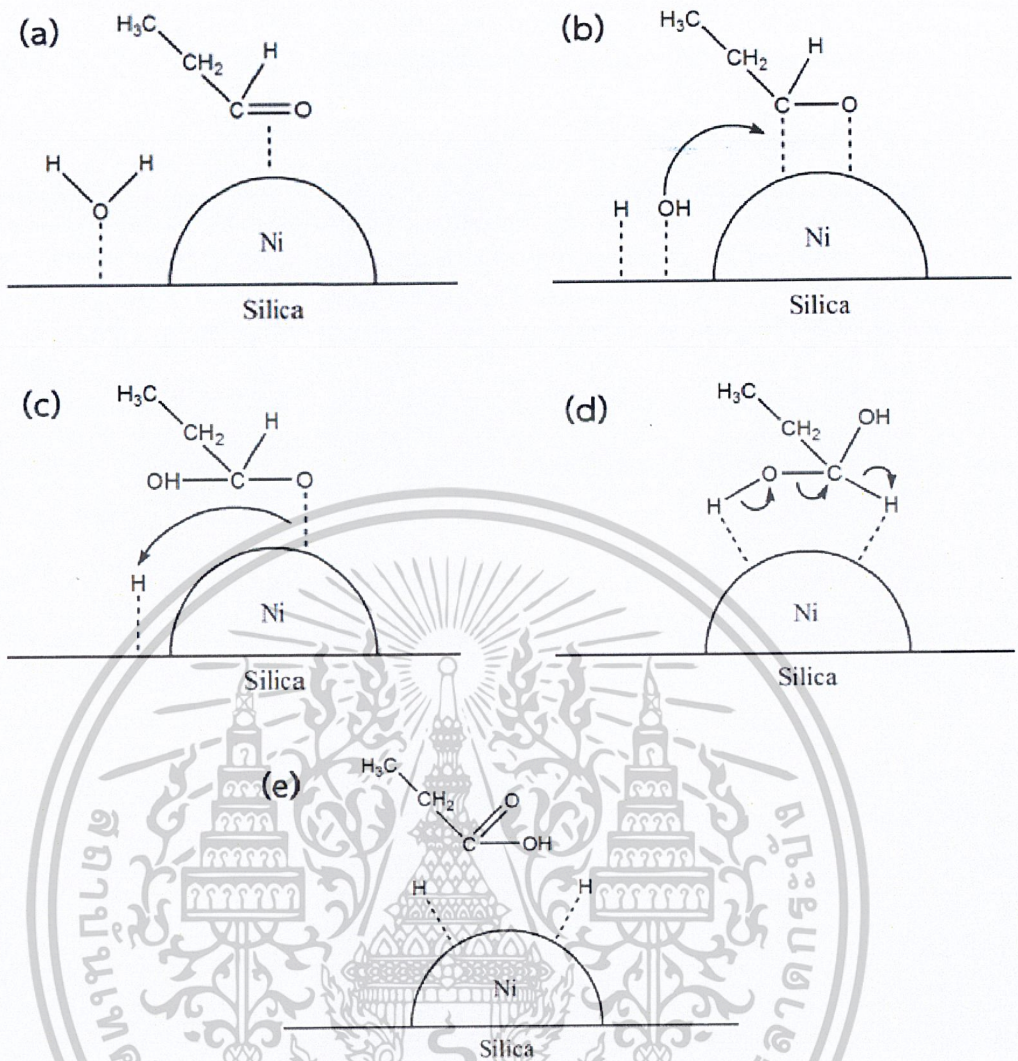 (a)
H₃C
CH₂
H
C
O
H
H
O
Ni
Silica
(b)
H₃C
CH₂
H
C
O
H
OH
Ni
Silica
(c)
H₃C
CH₂
H
OH
C
O
H
Ni
Silica
(d)
H₃C
CH₂
OH
O
C
H
H
Ni
Silica
(e)
H₃C
CH₂
O
C
OH
H
H
Ni
Silica